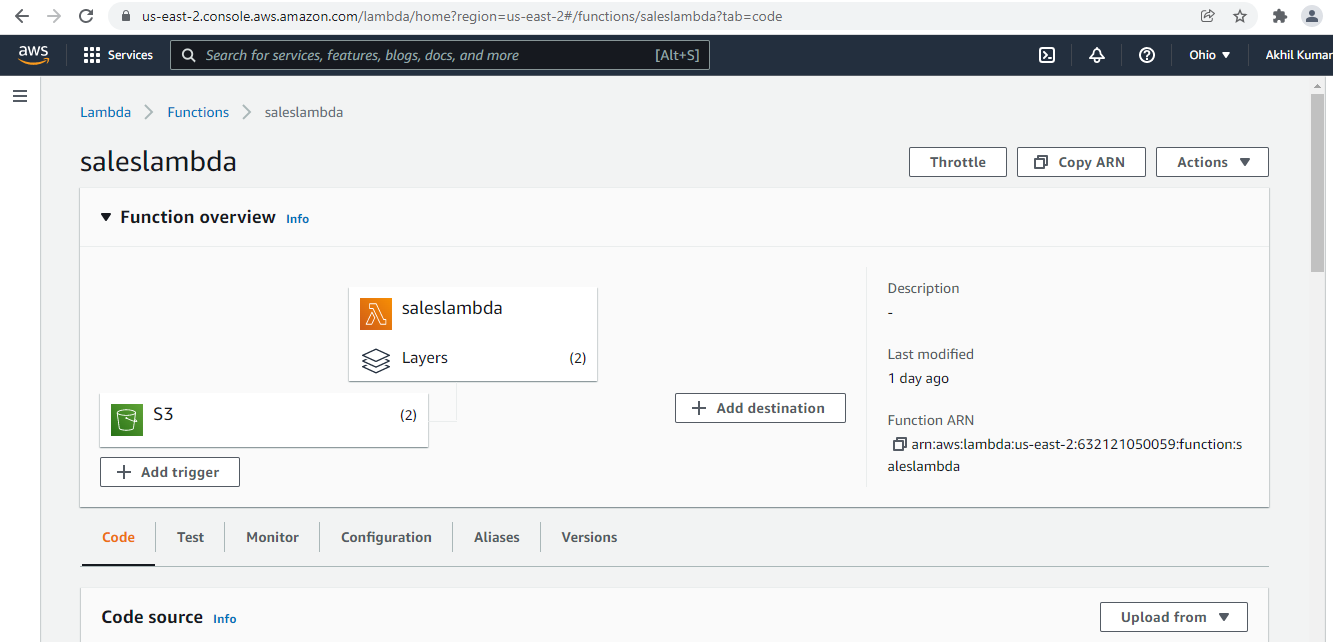 us-east-2.console.aws.amazon.com/lambda/home?region=us-east-2#/functions/saleslambda?tab=code
aws Services Search for services, features, blogs, docs, and more [Alt+S] Ohio Akhil Kumar
Lambda Functions saleslambda
saleslambda
Throttle Copy ARN Actions
Function overview Info
saleslambda
Layers (2)
S3 (2)
Add trigger
Add destination
Description
-
Last modified
1 day ago
Function ARN
arn:aws:lambda:us-east-2:632121050059:function:s
aleslambda
Code Test Monitor Configuration Aliases Versions
Code source Info
Upload from